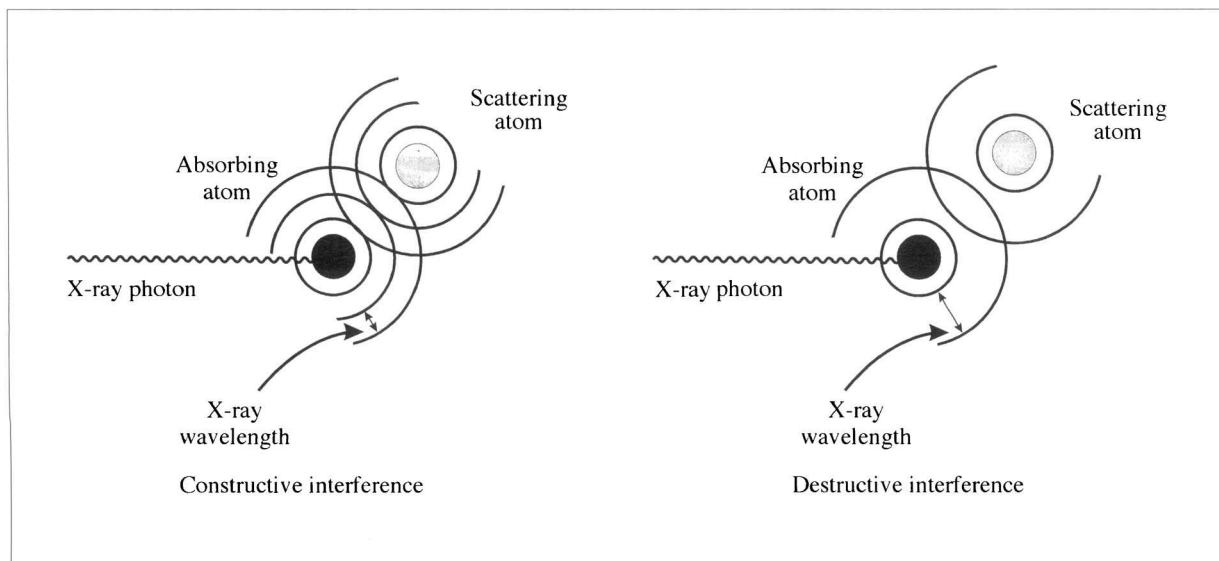 Scattering
atom
Absorbing
atom
X-ray photon
X-ray
wavelength
Constructive interference
Scattering
atom
Absorbing
atom
X-ray photon
X-ray
wavelength
Destructive interference